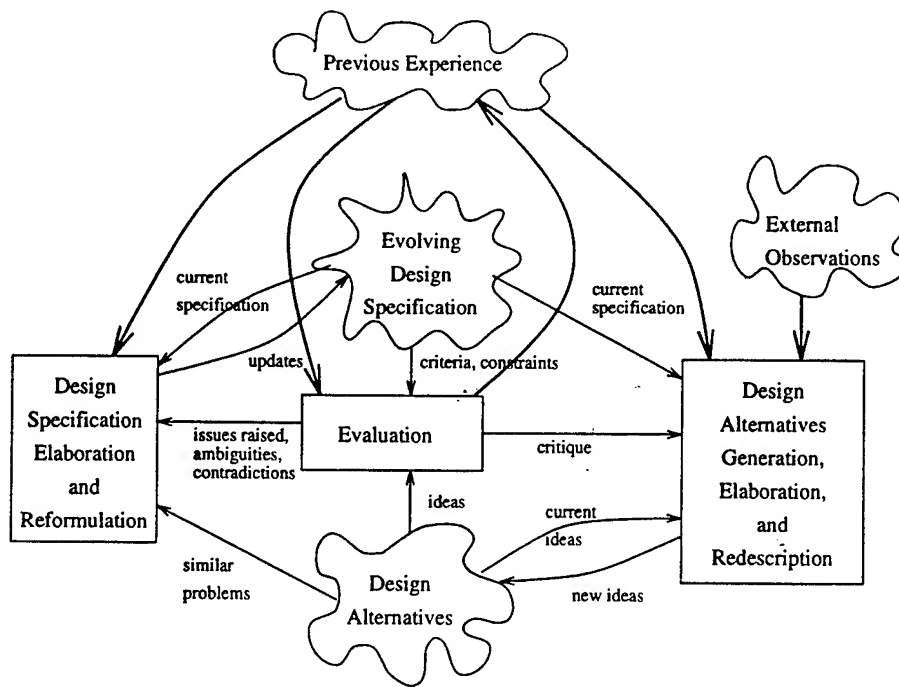 Previous Experience
External
Observations
Evolving
Design
Specification
current
specification
current
specification
updates
criteria, constraints
Design
Specification
Elaboration
and
Reformulation
issues raised,
ambiguities,
contradictions
Evaluation
critique
Design
Alternatives
Generation,
Elaboration,
and
Redescription
ideas
current
ideas
similar
problems
Design
Alternatives
new ideas